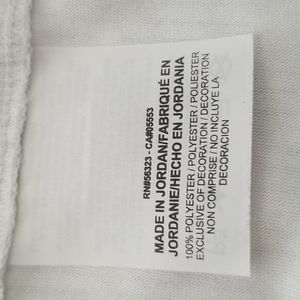 RN#56323 - CA#05553
MADE IN JORDAN/FABRIQUÉ EN
JORDANIE/HECHO EN JORDANIA
100% POLYESTER / POLYESTER / POLIESTER
EXCLUSIVE OF DECORATION / DECORATION
NON COMPRISE / NO INCLUYE LA
DECORACION